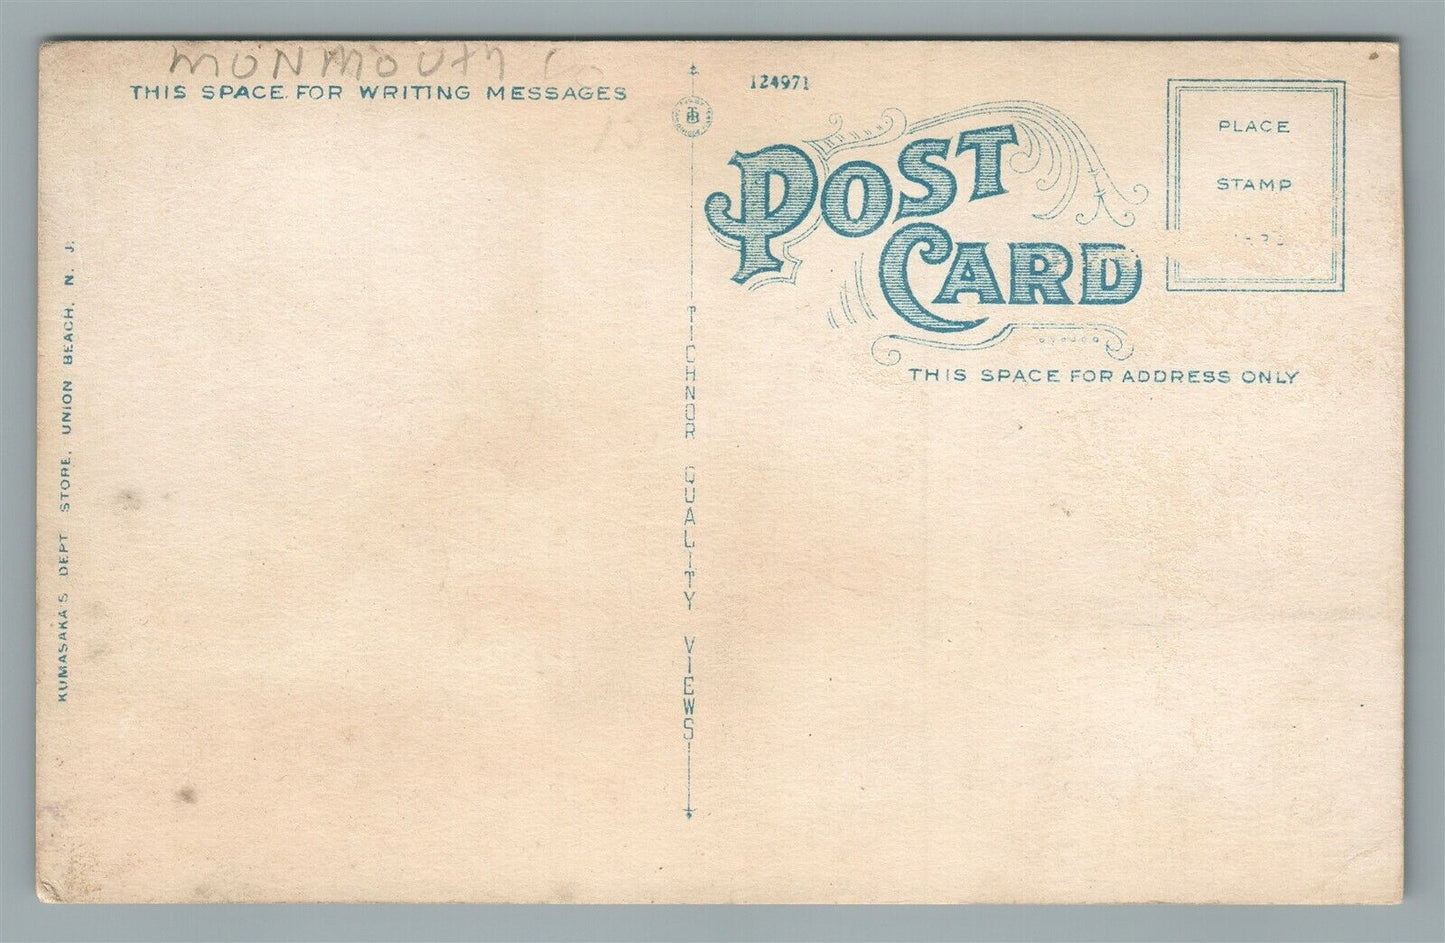 MONMOUTH CO
THIS SPACE FOR WRITING MESSAGES
124971
POST CARD
PLACE
STAMP
THIS SPACE FOR ADDRESS ONLY
TICHNOR QUALITY VIEWS
KUMASAKA'S DEPT STORE, UNION BEACH, N. J.